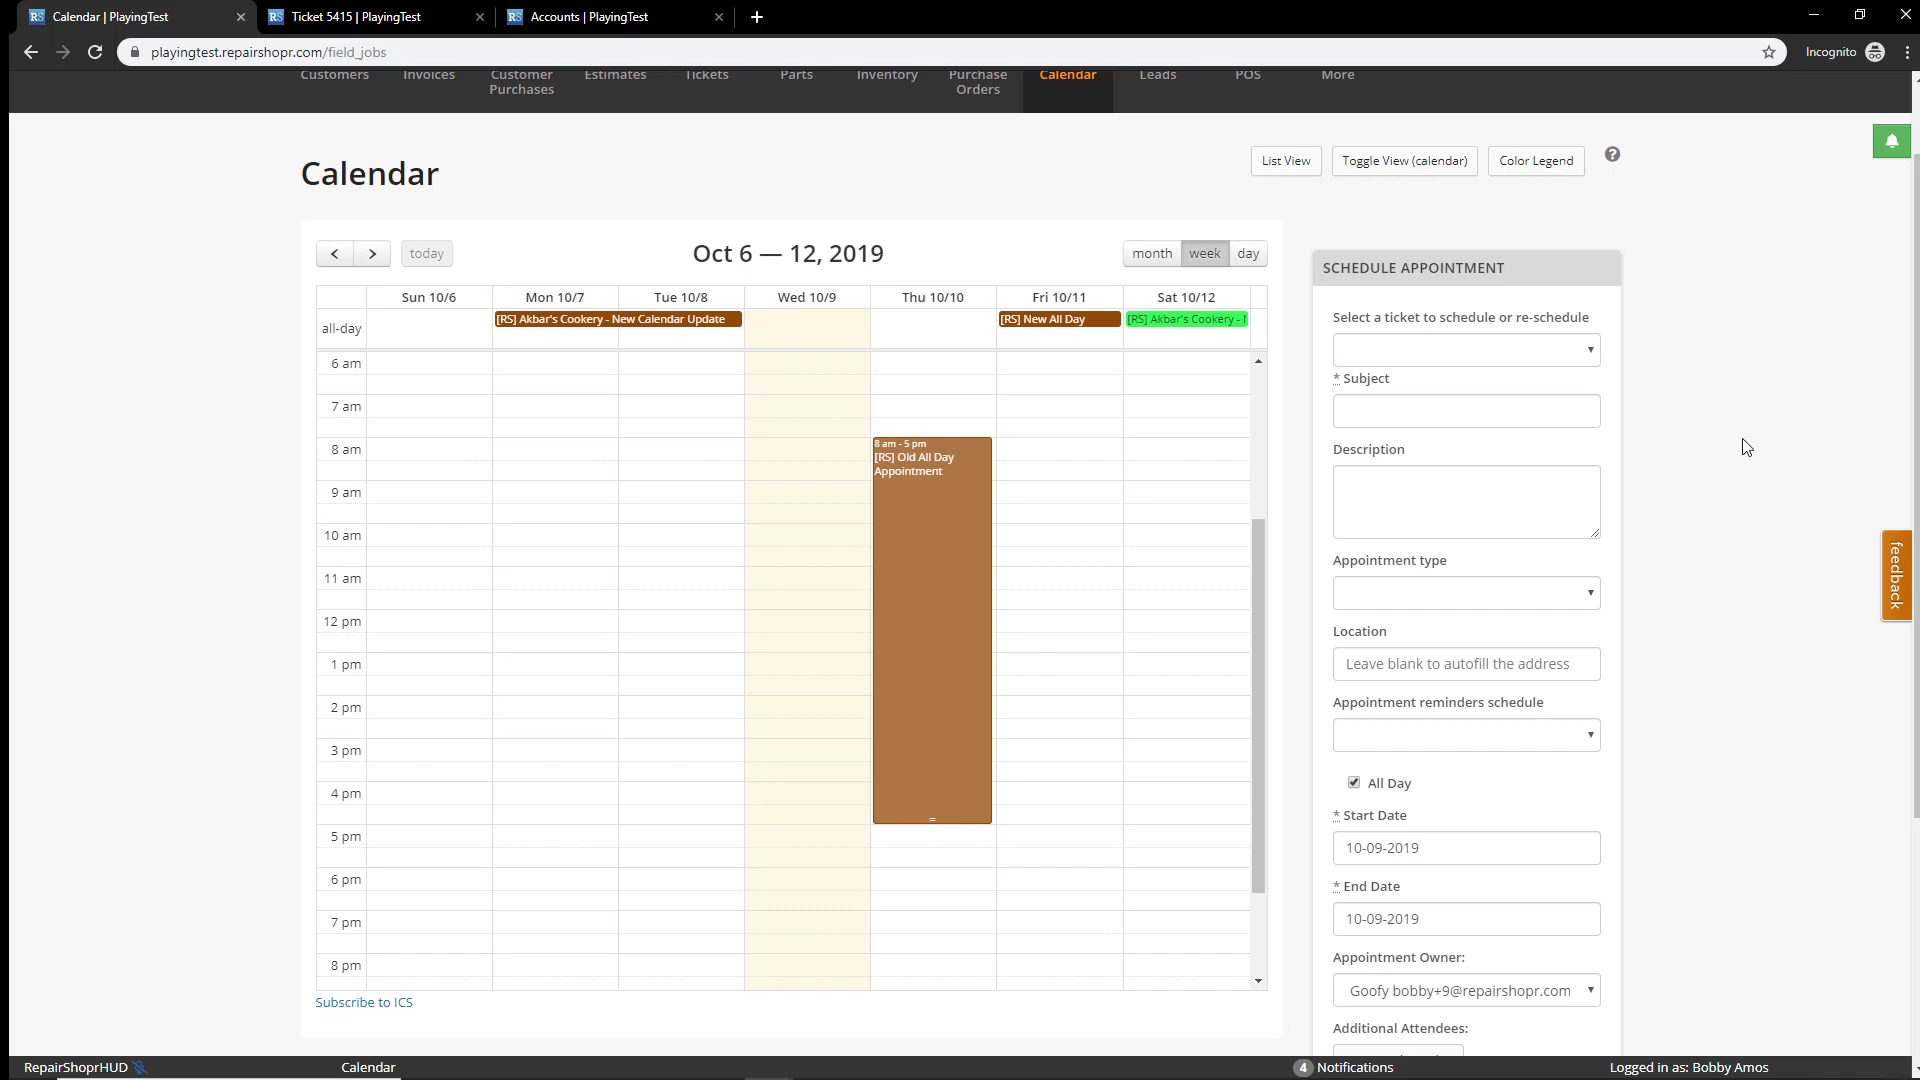 RS Calendar | PlayingTest
RS Ticket 5415 | PlayingTest
RS Accounts | PlayingTest
playingtest.repairshopr.com/field_jobs
Incognito
Customers
Invoices
Customer
Purchases
Estimates
Tickets
Parts
Inventory
Purchase
Orders
Calendar
Leads
POS
More
Calendar
List View
Toggle View (calendar)
Color Legend
?
today
Oct 6 — 12, 2019
month
week
day
Sun 10/6
Mon 10/7
Tue 10/8
Wed 10/9
Thu 10/10
Fri 10/11
Sat 10/12
all-day
[RS] Akbar's Cookery - New Calendar Update
[RS] New All Day
[RS] Akbar's Cookery -
6 am
7 am
8 am
9 am
10 am
11 am
12 pm
1 pm
2 pm
3 pm
4 pm
5 pm
6 pm
7 pm
8 pm
8 am - 5 pm
[RS] Old All Day
Appointment
=
Subscribe to ICS
SCHEDULE APPOINTMENT
Select a ticket to schedule or re-schedule
* Subject
Description
Appointment type
Location
Leave blank to autofill the address
Appointment reminders schedule
All Day
* Start Date
10-09-2019
* End Date
10-09-2019
Appointment Owner:
Goofy bobby+9@repairshopr.com
Additional Attendees:
feedback
RepairShoprHUD
Calendar
4 Notifications
Logged in as: Bobby Amos